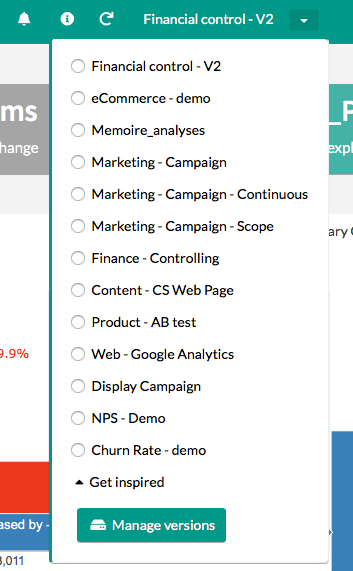 Financial control - V2
Financial control - V2
ms
_P
eCommerce - demo
Memoire_analyses
hange
expl
Marketing - Campaign
Marketing - Campaign - Continuous
Marketing - Campaign - Scope
ary
Finance - Controlling
Content - CS Web Page
Product - AB test
9.9%
Web - Google Analytics
Display Campaign
NPS - Demo
Churn Rate - demo
Get inspired
Manage versions
ased by -
3,011